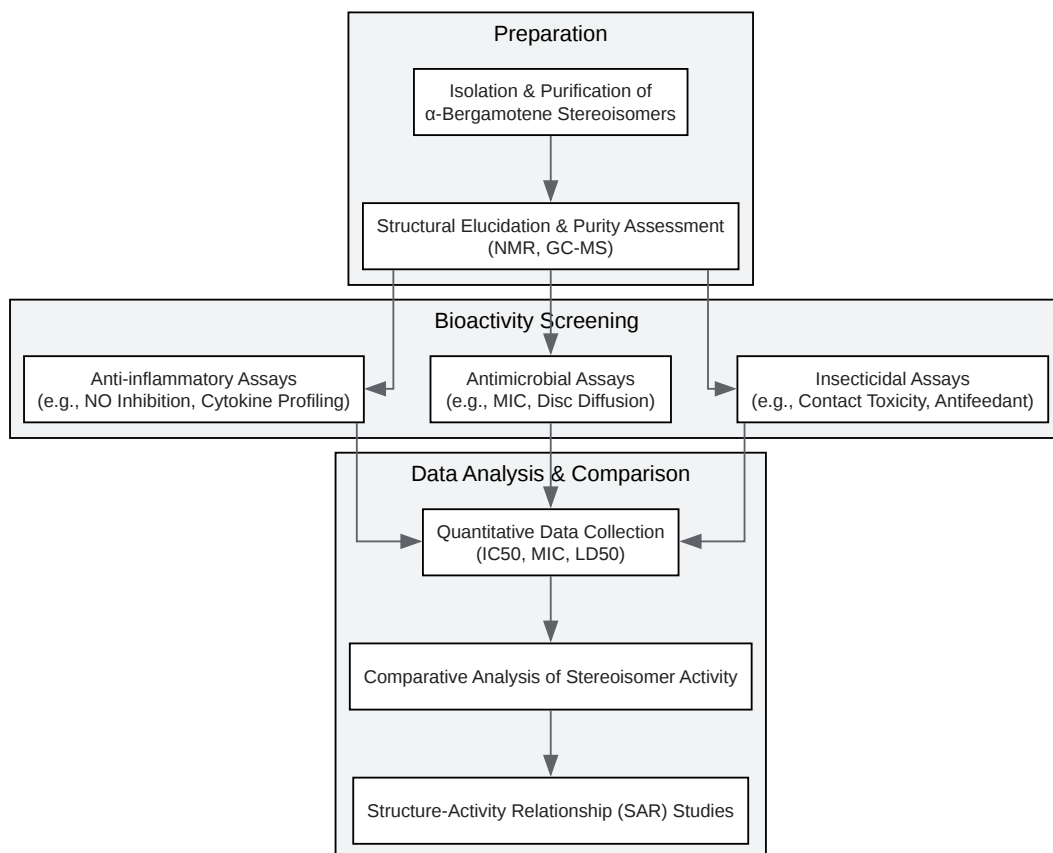 Preparation
Isolation & Purification of
α-Bergamotene Stereoisomers
Structural Elucidation & Purity Assessment
(NMR, GC-MS)
Bioactivity Screening
Anti-inflammatory Assays
(e.g., NO Inhibition, Cytokine Profiling)
Antimicrobial Assays
(e.g., MIC, Disc Diffusion)
Insecticidal Assays
(e.g., Contact Toxicity, Antifeedant)
Data Analysis & Comparison
Quantitative Data Collection
(IC50, MIC, LD50)
Comparative Analysis of Stereoisomer Activity
Structure-Activity Relationship (SAR) Studies